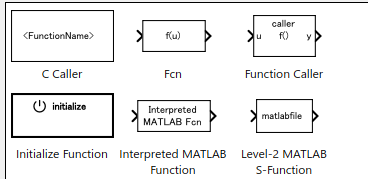 <FunctionName>
f(u)
caller
u f() y
C Caller
Fcn
Function Caller
initialize
Interpreted
MATLAB Fcn
matlabfile
Initialize Function
Interpreted MATLAB
Function
Level-2 MATLAB
S-Function